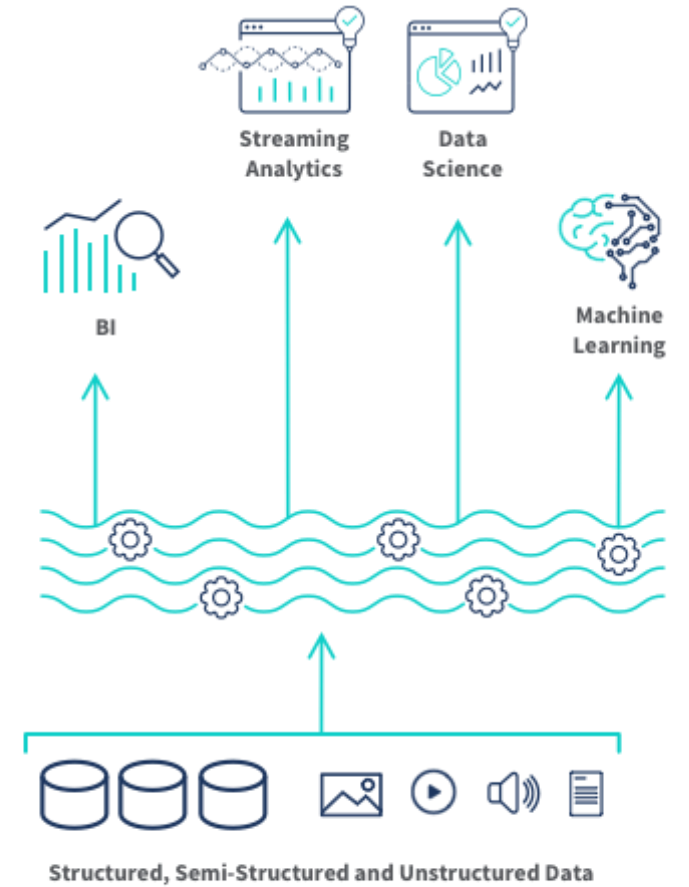 Streaming
Analytics
Data
Science
BI
Machine
Learning
Structured, Semi-Structured and Unstructured Data